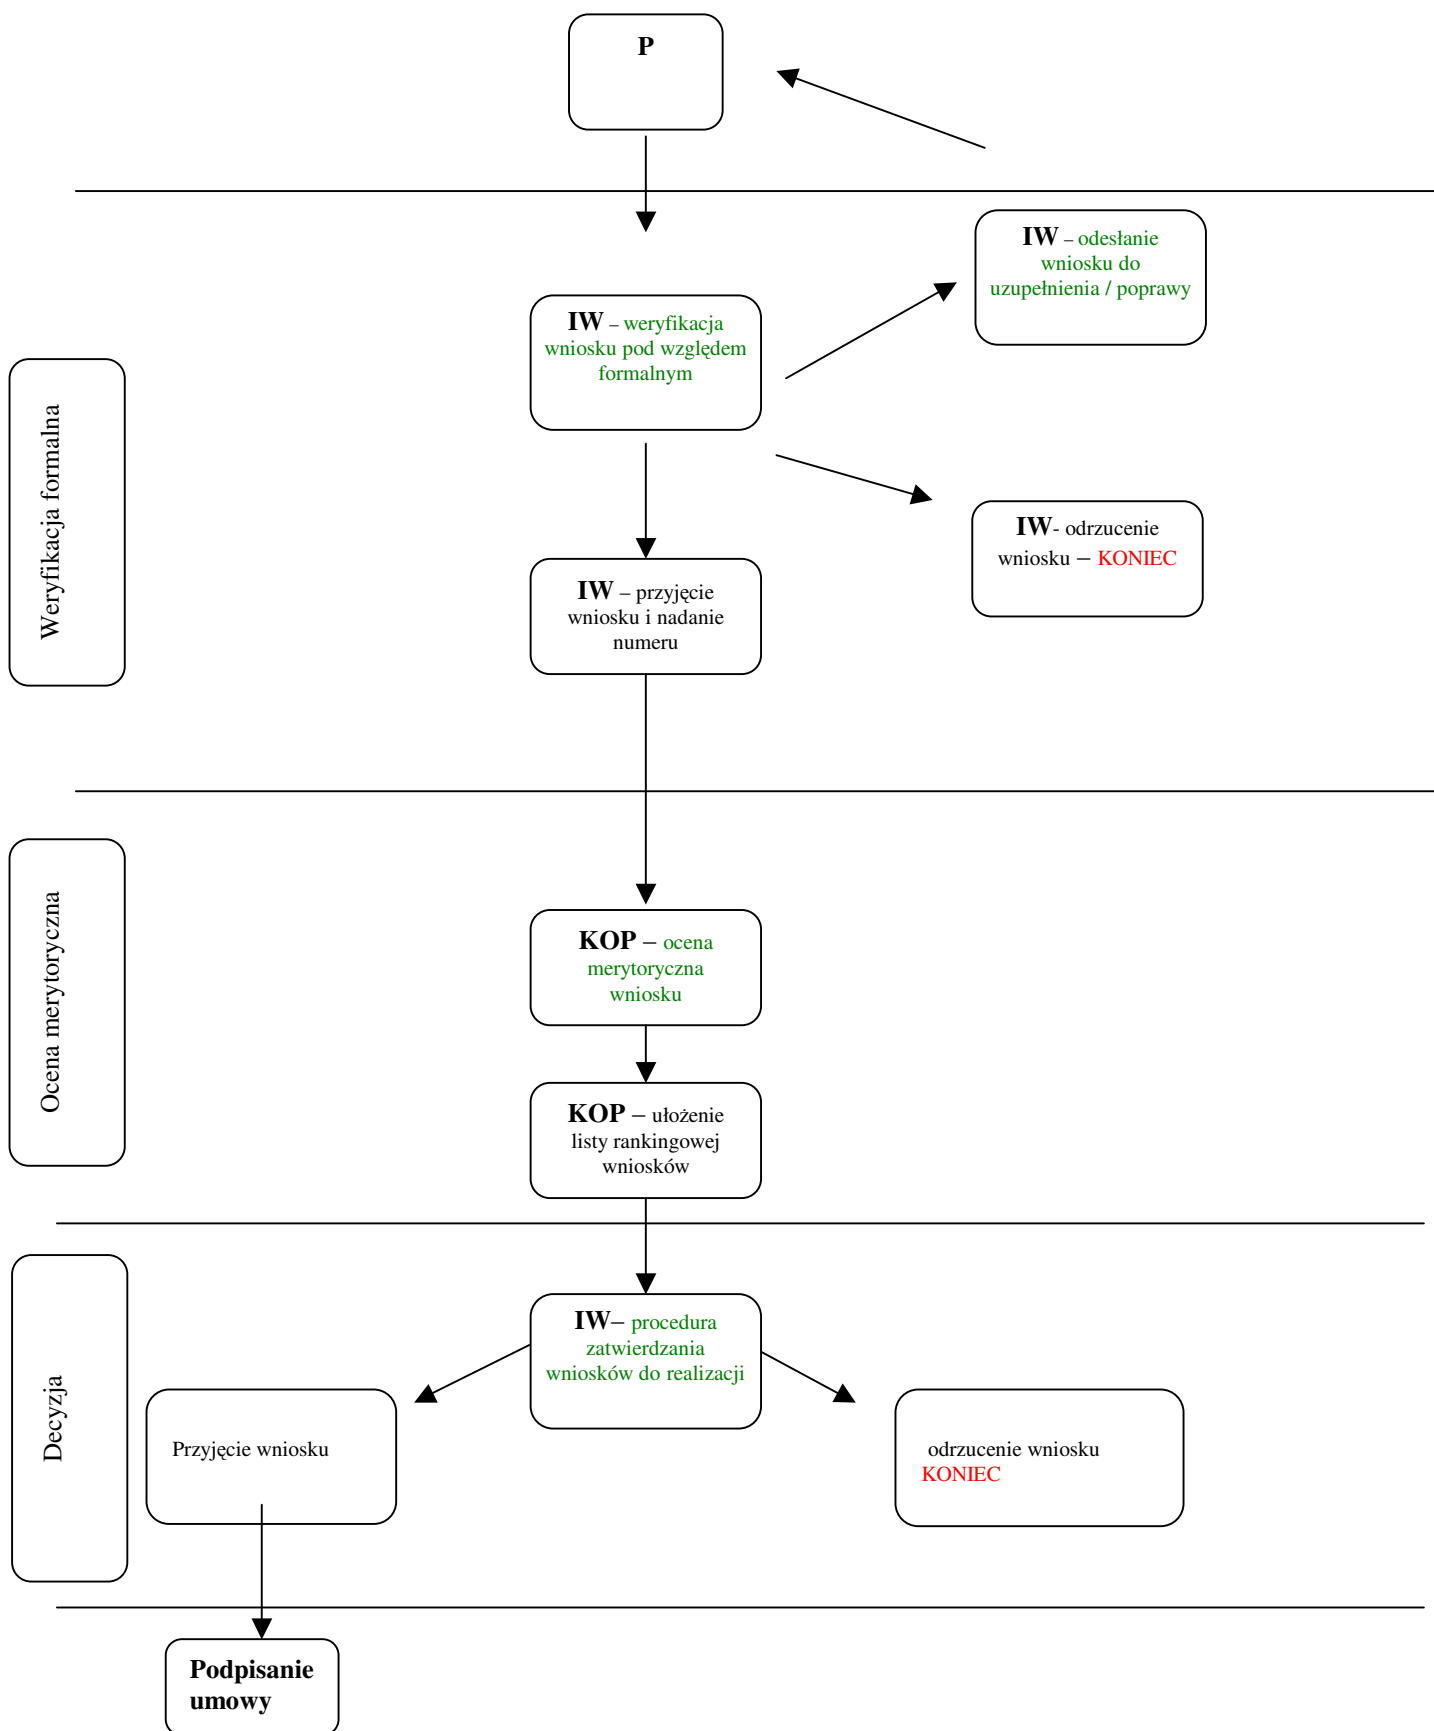 P
IW – odesłanie
wniosku do
uzupełnienia / poprawy
IW – weryfikacja
wniosku pod względem
formalnym
Weryfikacja formalna
IW- odrzucenie
wniosku – KONIEC
IW – przyjęcie
wniosku i nadanie
numeru
Ocena merytoryczna
KOP – ocena
merytoryczna
wniosku
KOP – ułożenie
listy rankingowej
wniosków
Decyzja
IW– procedura
zatwierdzania
wniosków do realizacji
Przyjęcie wniosku
odrzucenie wniosku
KONIEC
Podpisanie
umowy